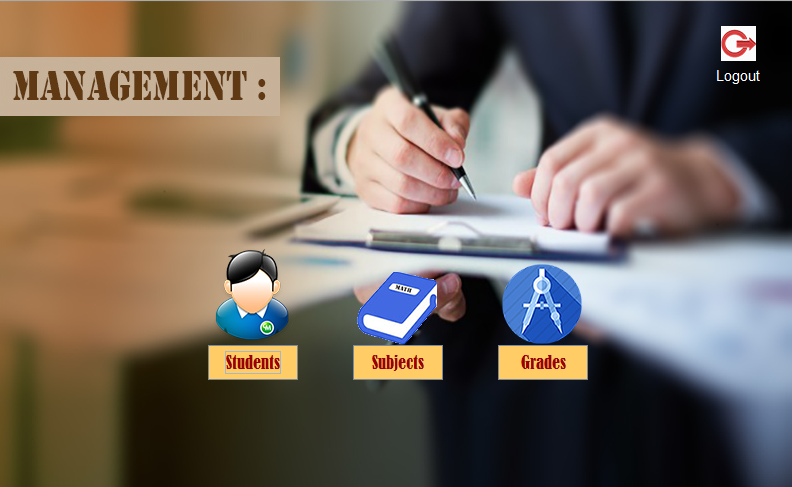 MANAGEMENT :
Logout
MATH
Students
Subjects
Grades